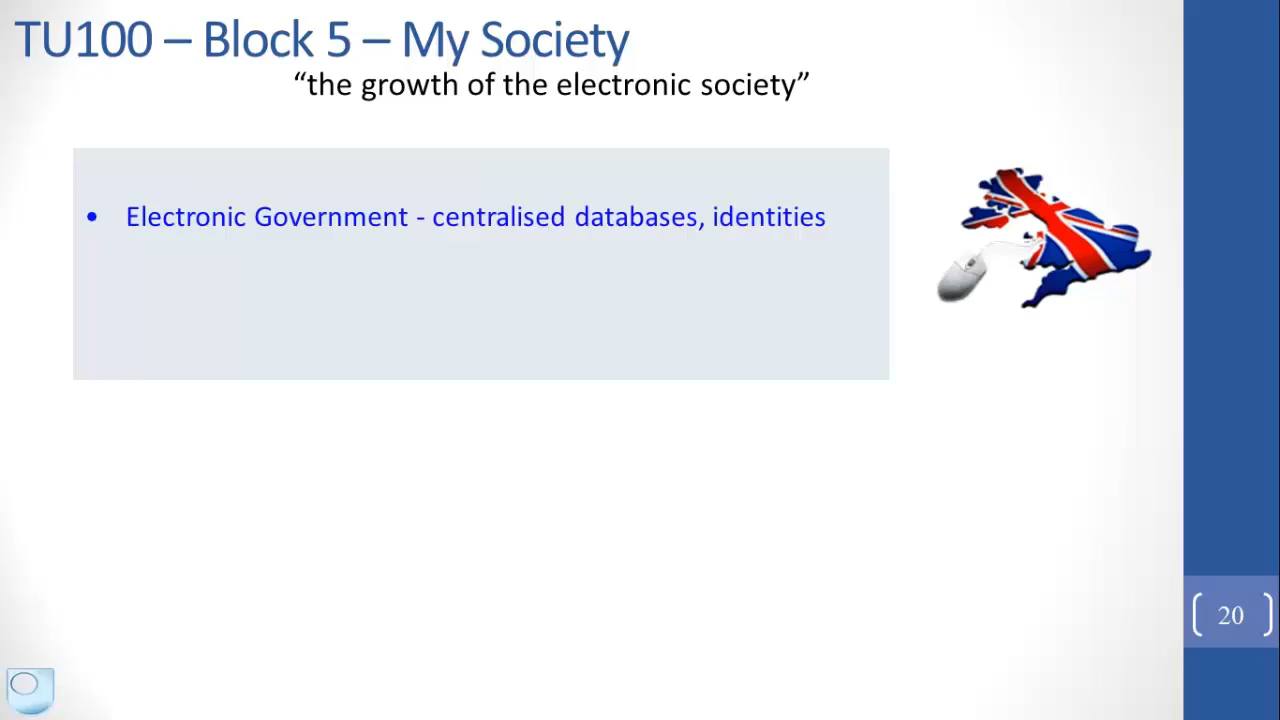 TU100 – Block 5 – My Society
“the growth of the electronic society”
• Electronic Government - centralised databases, identities
20